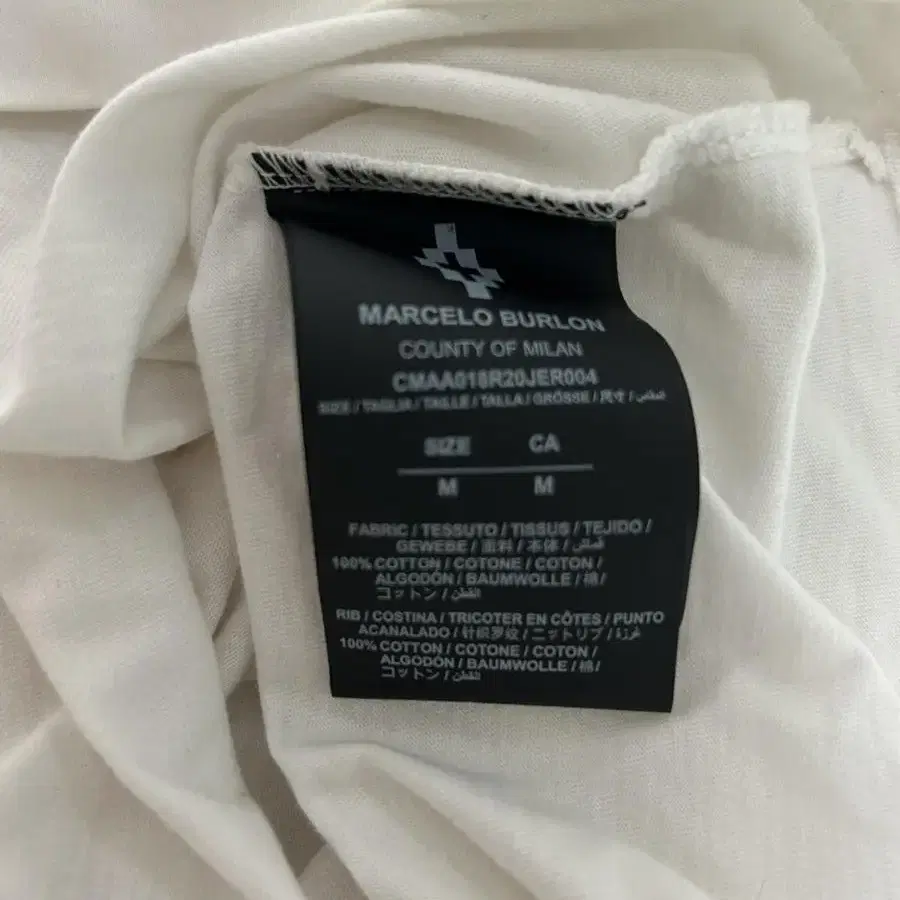 MARCELO BURLON
COUNTY OF MILAN
CMAA018R20JER004
SIZE / TAGLIA / TAILLE / TALLA / GRÖSSE / 尺寸 / المقاس
SIZE CA
M M
FABRIC / TESSUTO / TISSUS / TEJIDO /
GEWEBE / 面料 / 本体 /
100% COTTON / COTONE / COTON /
ALGODÓN / BAUMWOLLE / 棉 /
コットン / القطن
RIB / COSTINA / TRICOTER EN CÔTES / PUNTO
ACANALADO / 针织罗纹 / ニットリブ /
100% COTTON / COTONE / COTON /
ALGODÓN / BAUMWOLLE / 棉 /
コットン / القطن